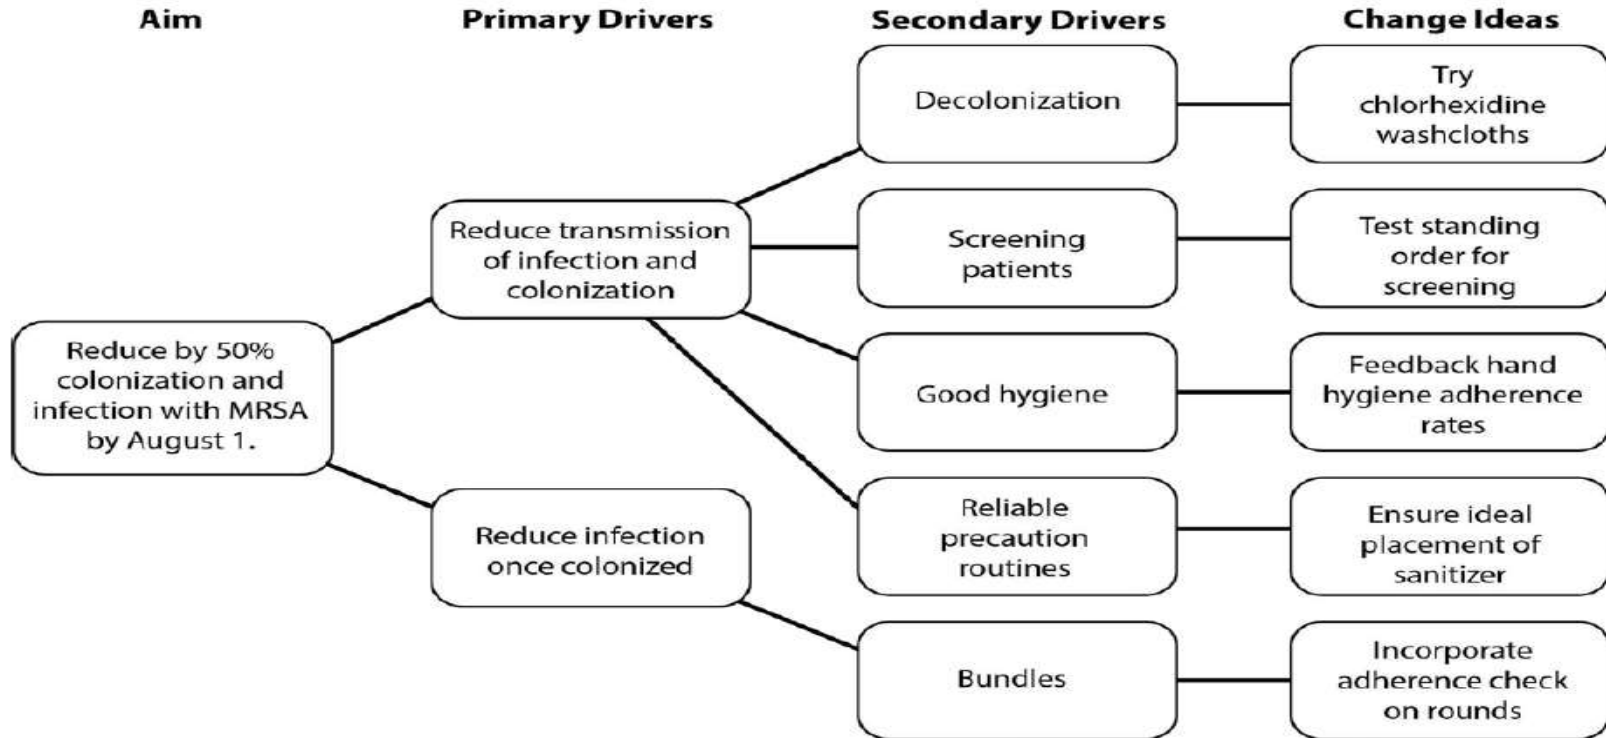 Aim
Primary Drivers
Secondary Drivers
Change Ideas
Reduce by 50%
colonization and
infection with MRSA
by August 1.
Reduce transmission
of infection and
colonization
Reduce infection
once colonized
Decolonization
Screening
patients
Good hygiene
Reliable
precaution
routines
Bundles
Try
chlorhexidine
washcloths
Test standing
order for
screening
Feedback hand
hygiene adherence
rates
Ensure ideal
placement of
sanitizer
Incorporate
adherence check
on rounds